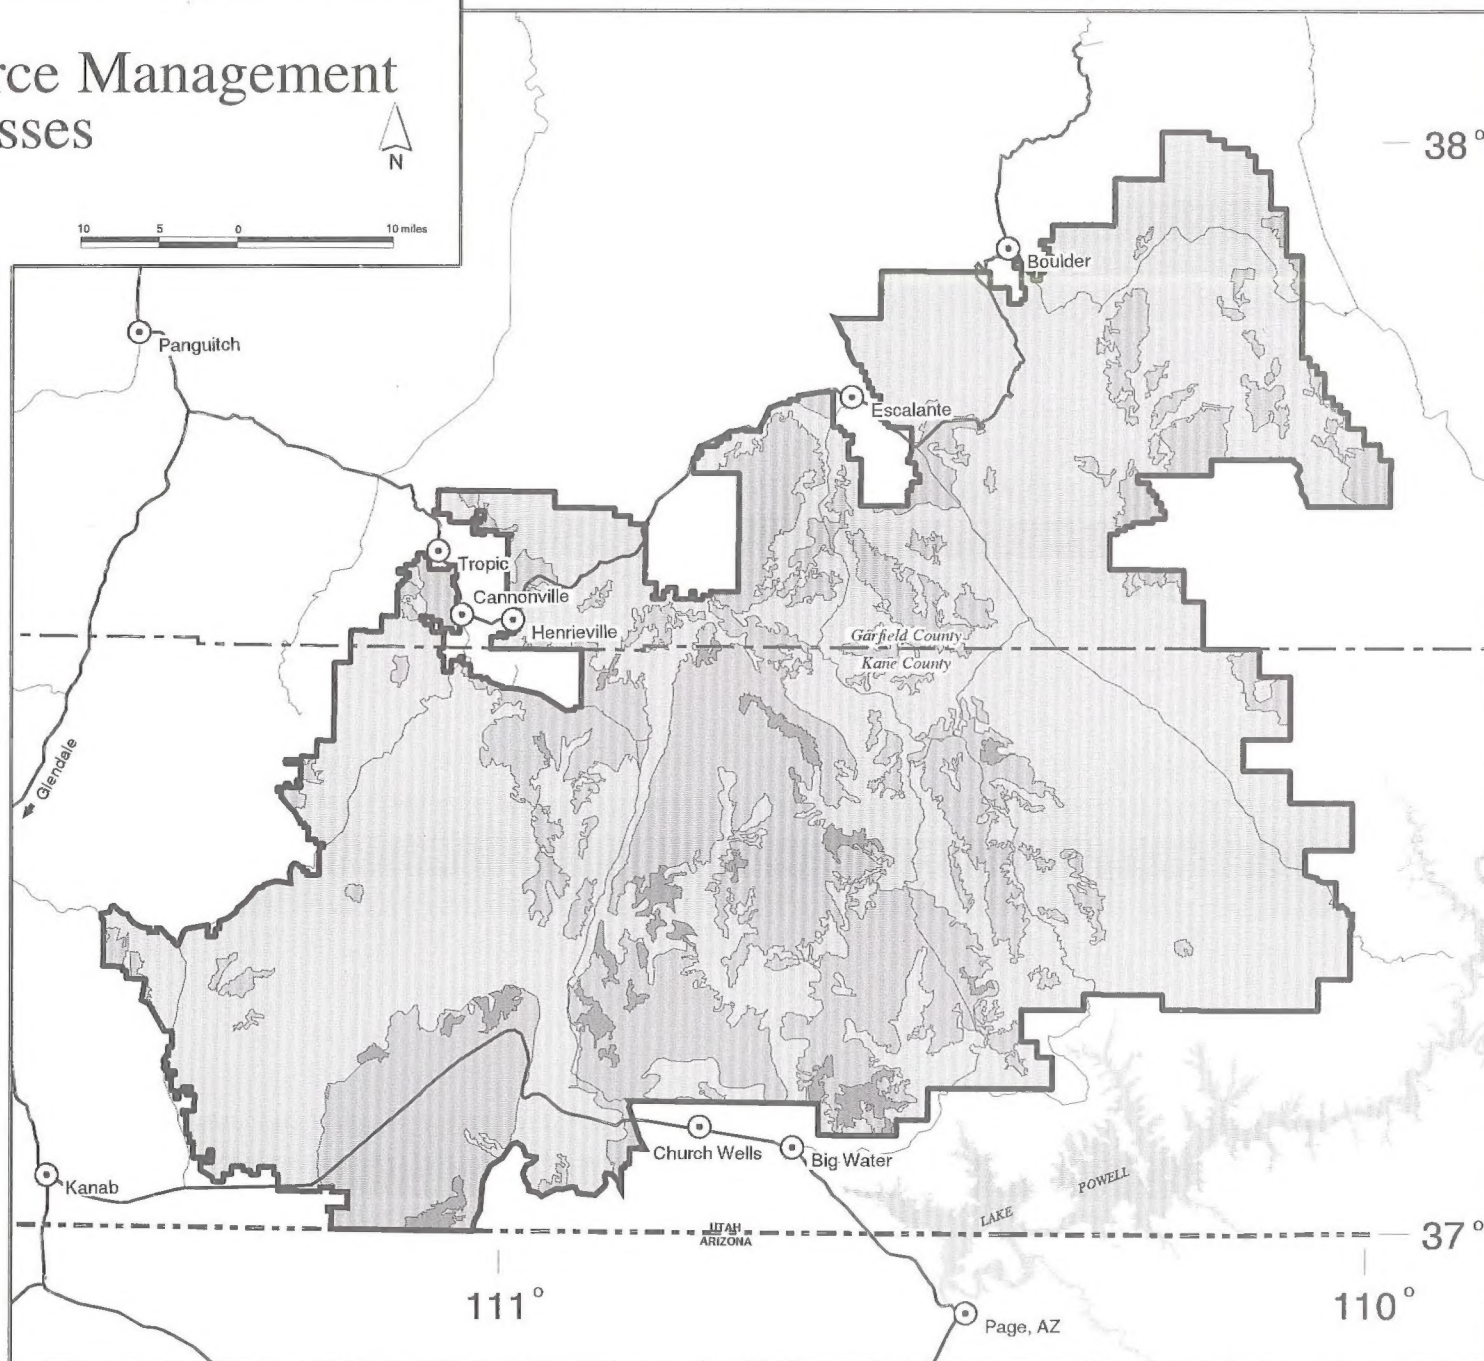 rce Management
sses
N
10 5 0 10 miles
38°
Boulder
Panguitch
Escalante
Tropic
Cannonville
Henrieville
Garfield County
Kane County
Glendale
Church Wells
Big Water
Kanab
LAKE POWELL
UTAH
ARIZONA
37°
111°
110°
Page, AZ